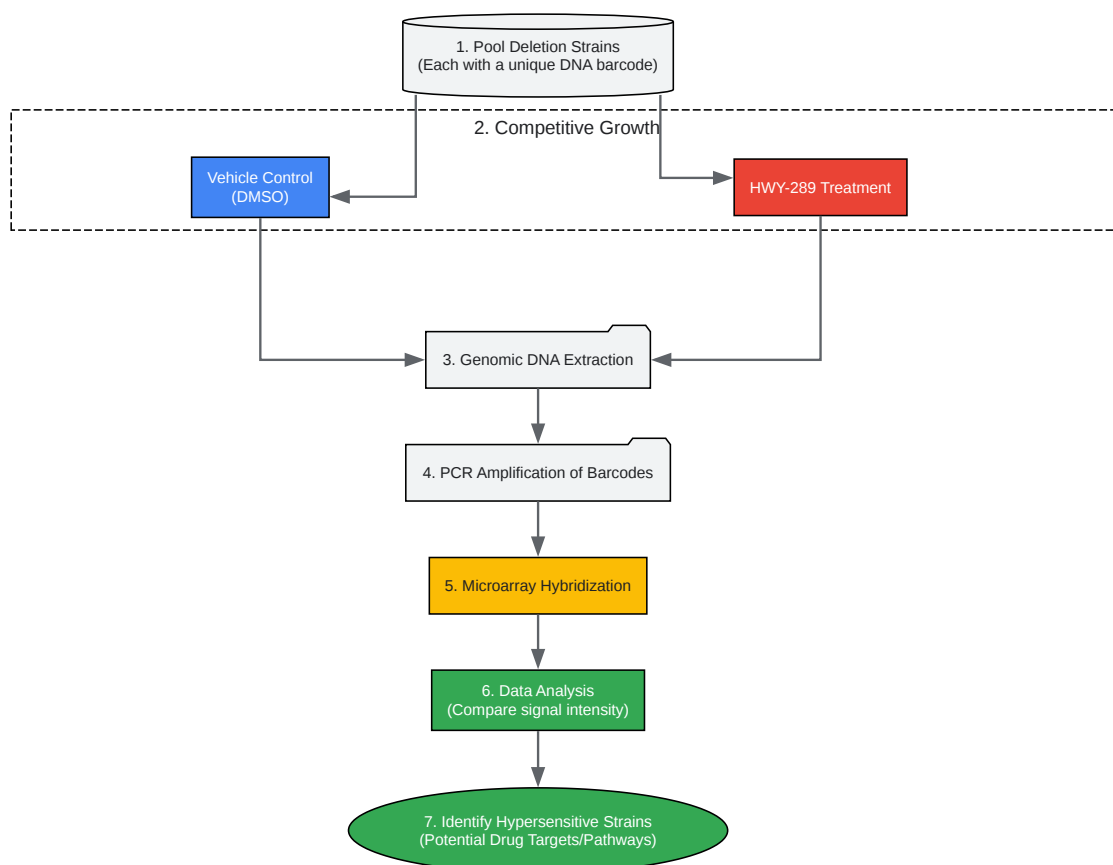 1. Pool Deletion Strains
(Each with a unique DNA barcode)
2. Competitive Growth
Vehicle Control
(DMSO)
HWY-289 Treatment
3. Genomic DNA Extraction
4. PCR Amplification of Barcodes
5. Microarray Hybridization
6. Data Analysis
(Compare signal intensity)
7. Identify Hypersensitive Strains
(Potential Drug Targets/Pathways)